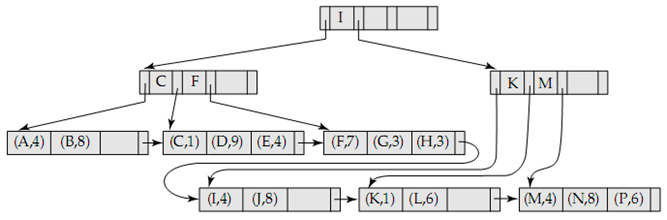 I
C F
K M
(A,4) (B,8) (C,1) (D,9) (E,4) (F,7) (G,3) (H,3)
(I,4) (J,8) (K,1) (L,6) (M,4) (N,8) (P,6)